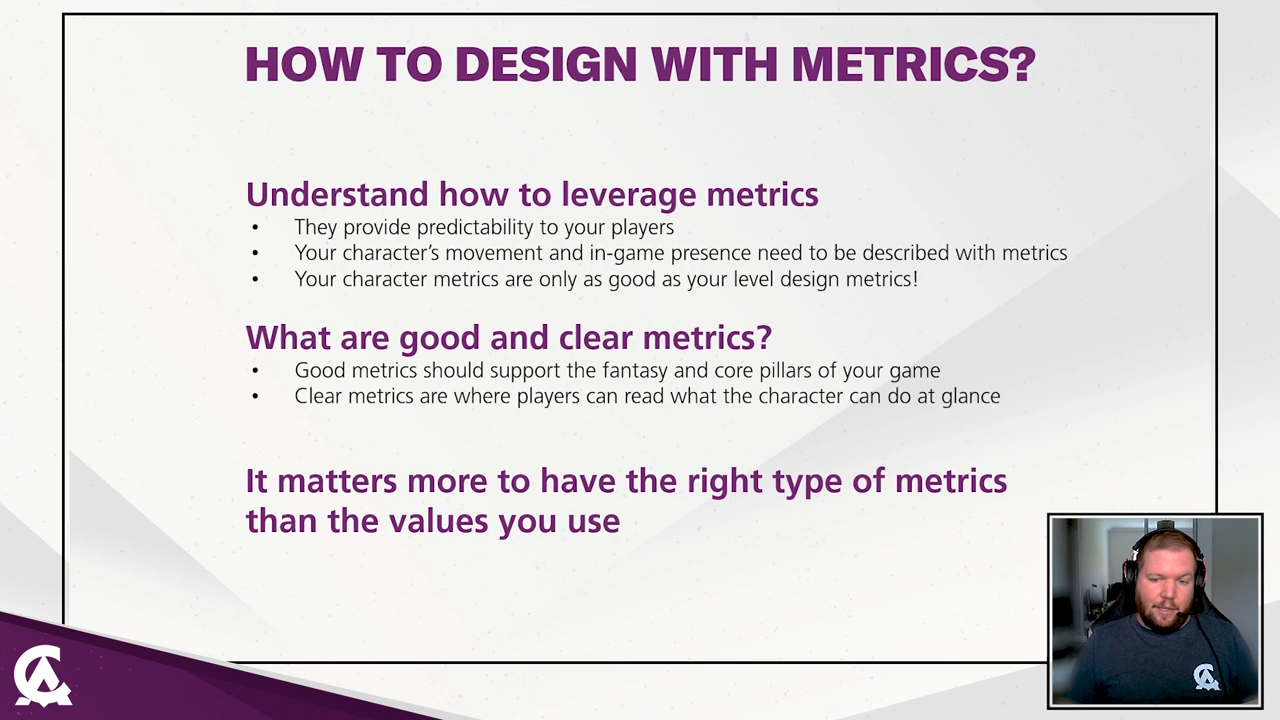 HOW TO DESIGN WITH METRICS?
Understand how to leverage metrics
• They provide predictability to your players
• Your character’s movement and in-game presence need to be described with metrics
• Your character metrics are only as good as your level design metrics!
What are good and clear metrics?
• Good metrics should support the fantasy and core pillars of your game
• Clear metrics are where players can read what the character can do at glance
It matters more to have the right type of metrics
than the values you use